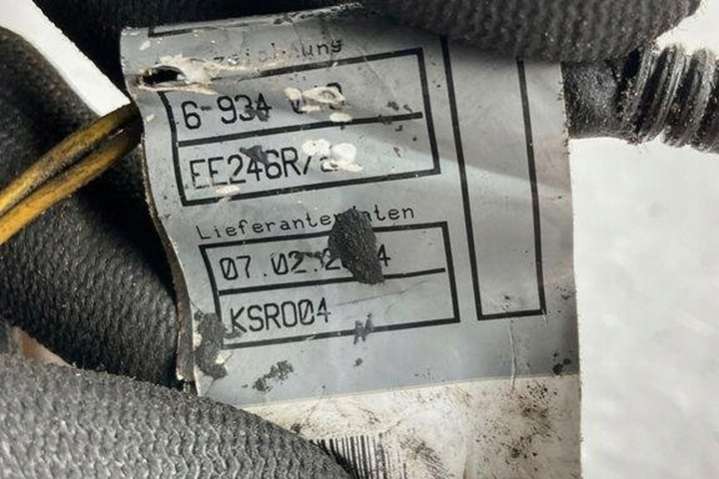 6-934
EE246R/
Lieferantendaten
07.02.
KSR004